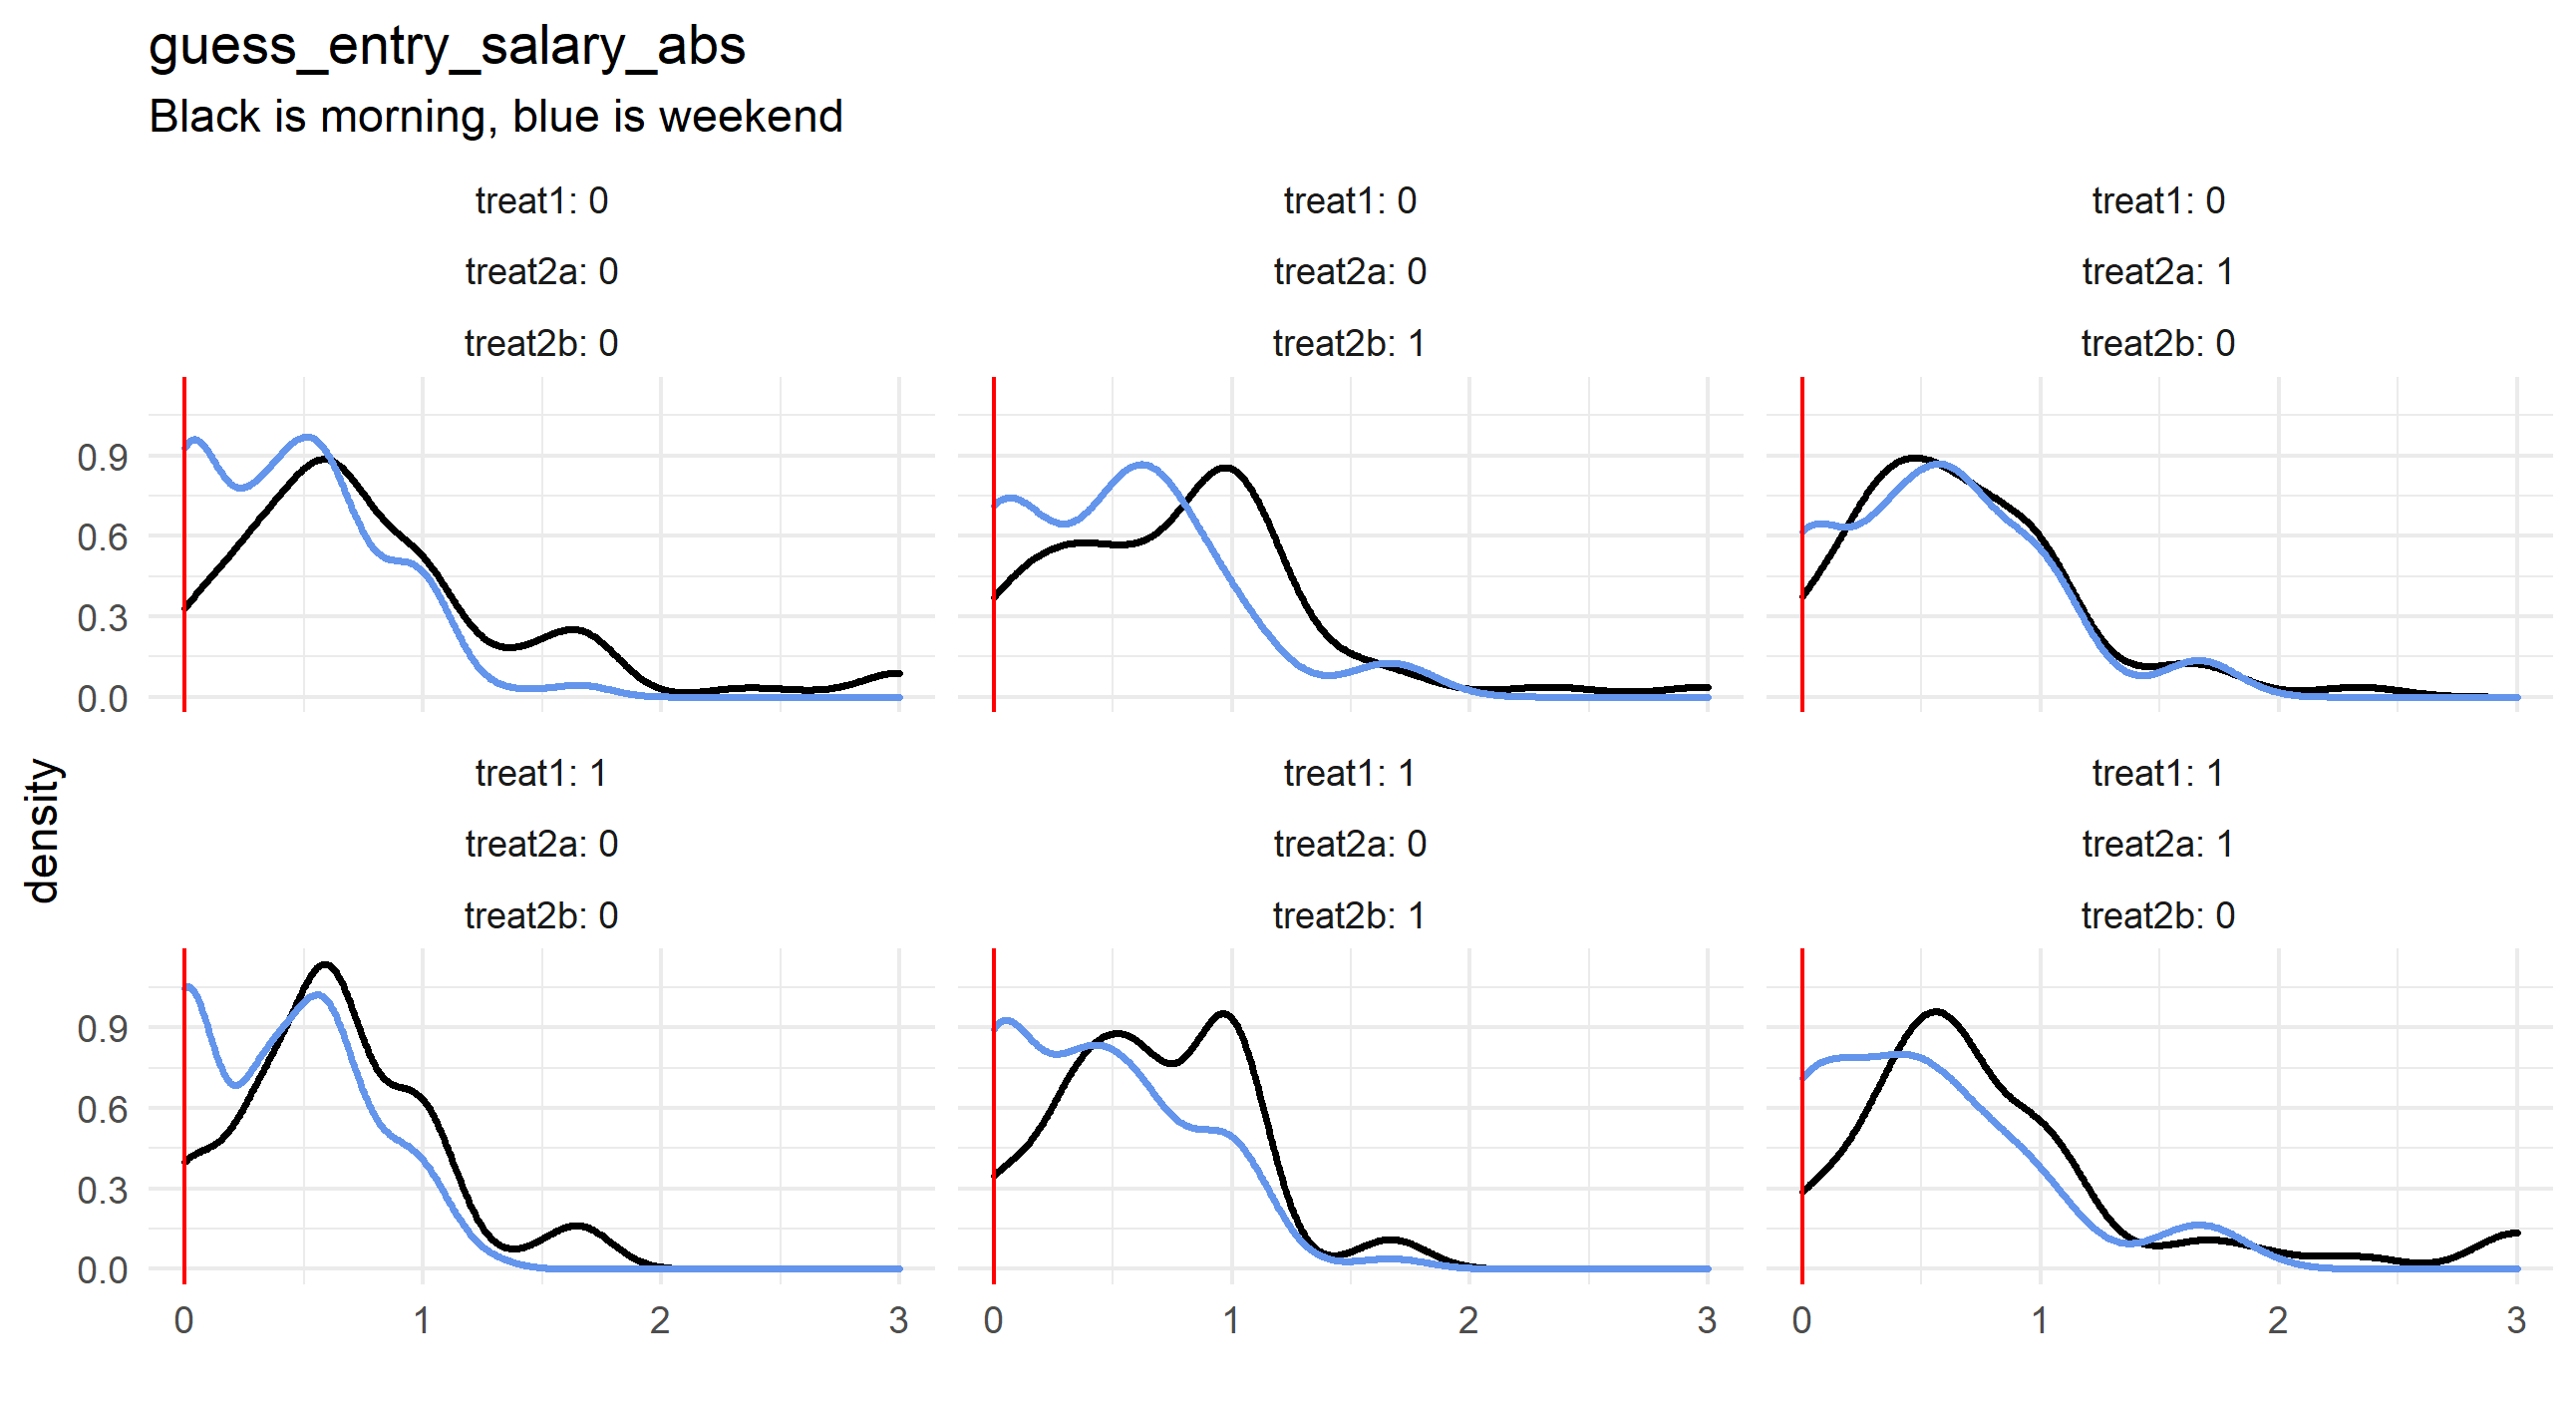 guess_entry_salary_abs
Black is morning, blue is weekend
treat1: 0 treat1: 0 treat1: 0
treat2a: 0 treat2a: 0 treat2a: 1
treat2b: 0 treat2b: 1 treat2b: 0
0.9
0.6
0.3
0.0
density
treat1: 1 treat1: 1 treat1: 1
treat2a: 0 treat2a: 0 treat2a: 1
treat2b: 0 treat2b: 1 treat2b: 0
0.9
0.6
0.3
0.0
0 1 2 3 0 1 2 3 0 1 2 3